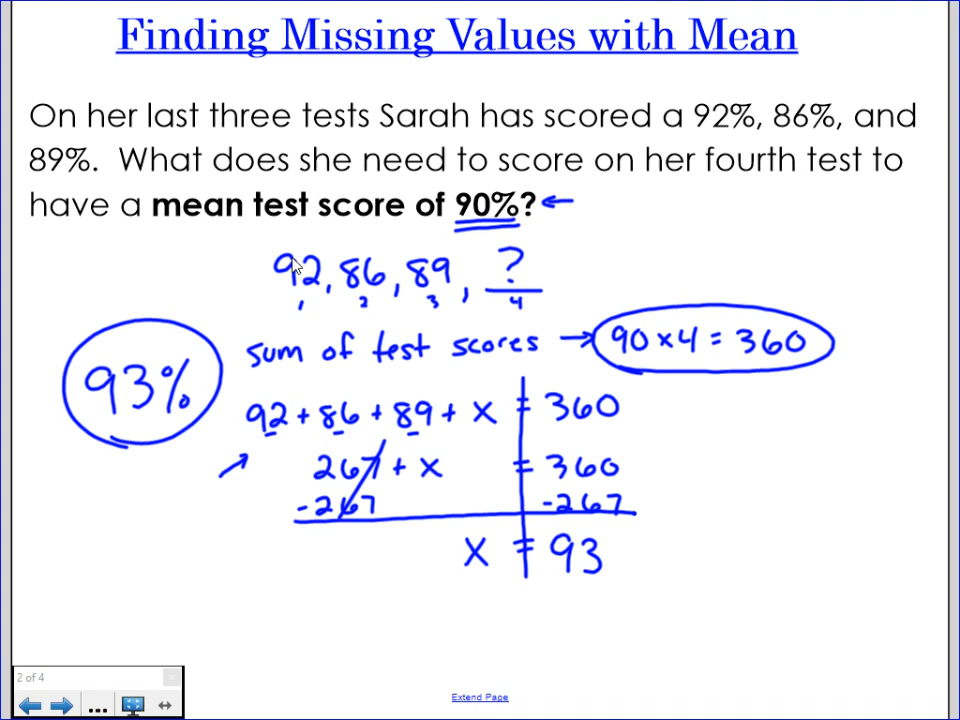 Finding Missing Values with Mean
On her last three tests Sarah has scored a 92%, 86%, and
89%. What does she need to score on her fourth test to
have a mean test score of 90%? ←
92, 86, 89, ?
1 2 3 4
sum of test scores → 90 x 4 = 360
93%
92 + 86 + 89 + x = 360
267 + x = 360
-267 -267
x = 93
2 of 4
x
...
Extend Page